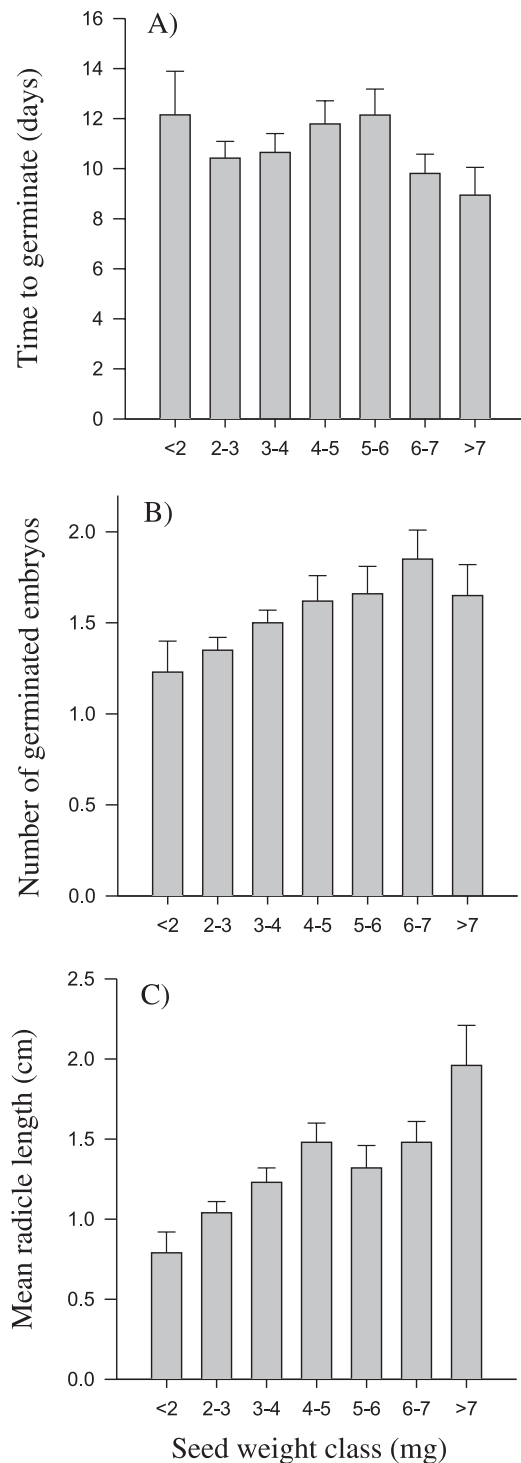 A)
Time to germinate (days)
16
14
12
10
8
6
4
2
0
<2 2-3 3-4 4-5 5-6 6-7 >7
B)
Number of germinated embryos
2.0
1.5
1.0
0.5
0.0
<2 2-3 3-4 4-5 5-6 6-7 >7
C)
Mean radicle length (cm)
2.5
2.0
1.5
1.0
0.5
0.0
<2 2-3 3-4 4-5 5-6 6-7 >7
Seed weight class (mg)